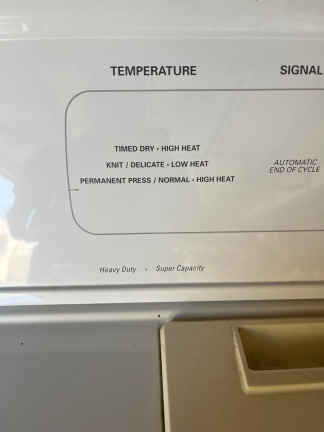 TEMPERATURE
SIGNAL
TIMED DRY • HIGH HEAT
KNIT / DELICATE • LOW HEAT
PERMANENT PRESS / NORMAL • HIGH HEAT
AUTOMATIC
END OF CYCLE
Heavy Duty • Super Capacity